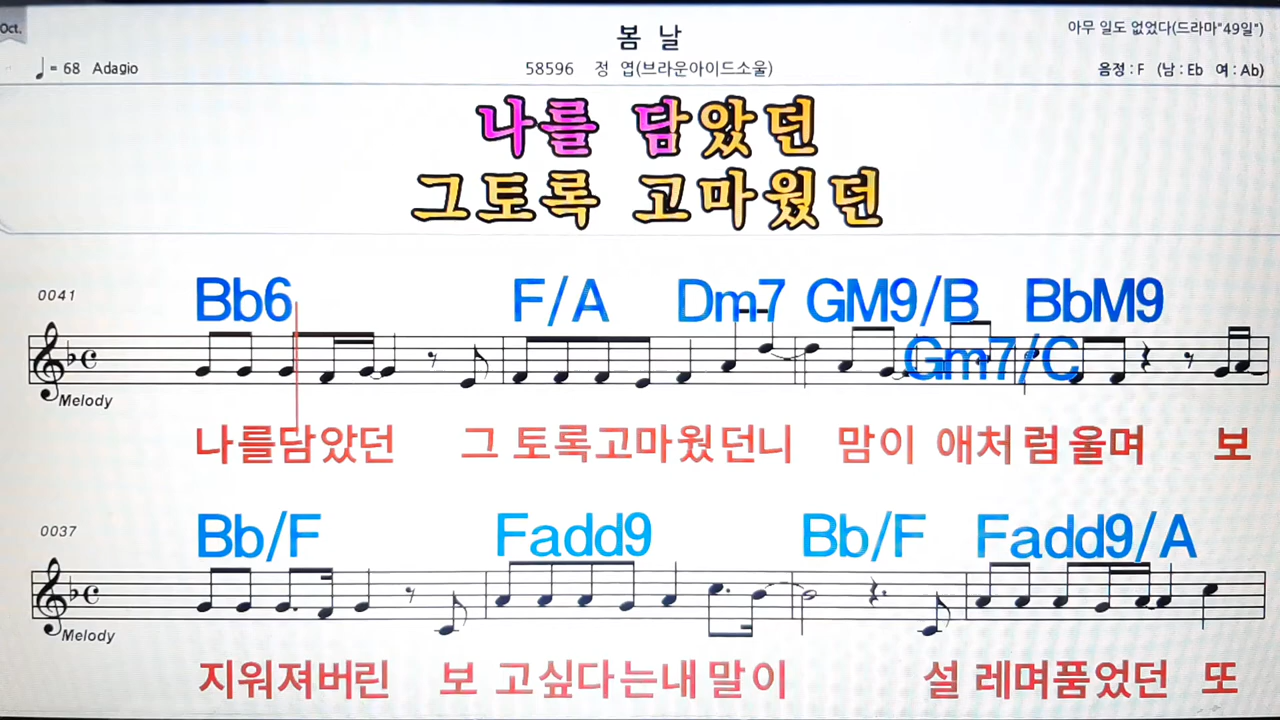 Oct.
봄 날
아무 일도 없었다(드라마"49일")
♩= 68 Adagio
58596 정 엽(브라운아이드소울)
음정 : F (남 : Eb 여 : Ab)
나를 담았던
그토록 고마웠던
0041
Bb6 F/A Dm7 GM9/B BbM9
Gm7/C
Melody
나를담았던 그 토록고마웠던니 맘이 애처 럼울며 보
0037
Bb/F Fadd9 Bb/F Fadd9/A
Melody
지워져버린 보 고싶다는내 말이 설 레며품었던 또